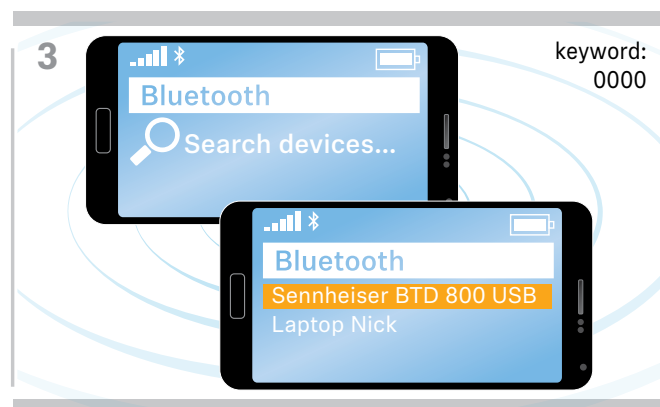 3
keyword:
0000
Bluetooth
Search devices...
Bluetooth
Sennheiser BTD 800 USB
Laptop Nick